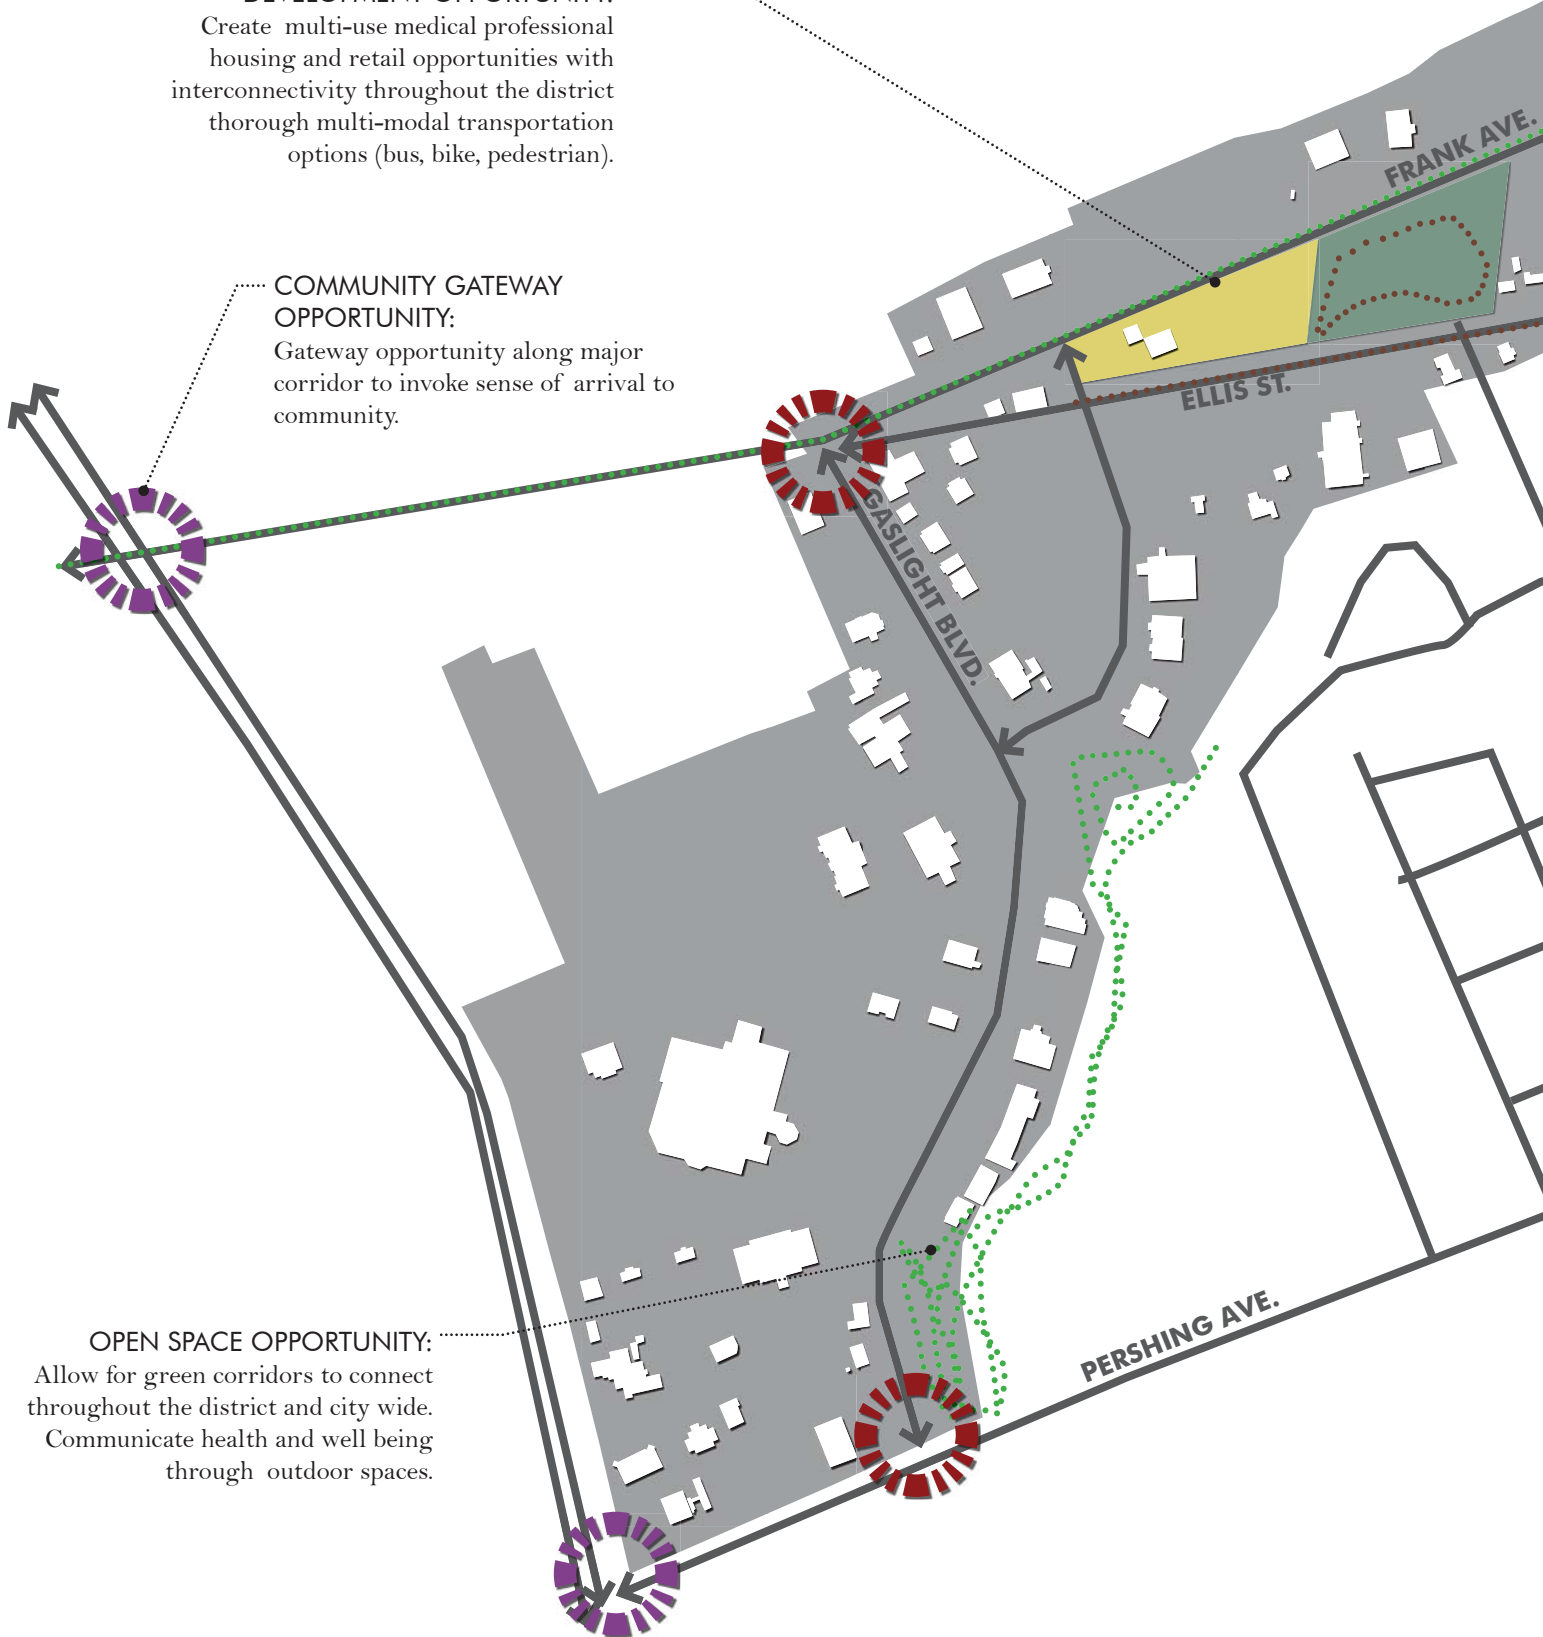 DEVELOPMENT OPPORTUNITY:
Create multi-use medical professional
housing and retail opportunities with
interconnectivity throughout the district
thorough multi-modal transportation
options (bus, bike, pedestrian).
FRANK AVE.
COMMUNITY GATEWAY
OPPORTUNITY:
Gateway opportunity along major
corridor to invoke sense of arrival to
community.
ELLIS ST.
GASLIGHT BLVD.
OPEN SPACE OPPORTUNITY:
Allow for green corridors to connect
throughout the district and city wide.
Communicate health and well being
through outdoor spaces.
PERSHING AVE.